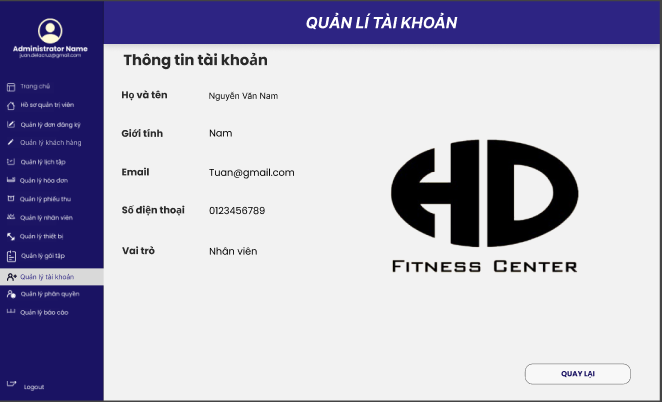 QUẢN LÍ TÀI KHOẢN
Administrator Name
juan.delacruz@gmail.com
Trang chủ
Hồ sơ quản trị viên
Quản lý đơn đăng ký
Quản lý khách hàng
Quản lý lịch tập
Quản lý hóa đơn
Quản lý phiếu thu
Quản lý nhân viên
Quản lý thiết bị
Quản lý gói tập
Quản lý tài khoản
Quản lý phân quyền
Quản lý báo cáo
Logout
Thông tin tài khoản
Họ và tên Nguyễn Văn Nam
Giới tính Nam
Email Tuan@gmail.com
Số điện thoại 0123456789
Vai trò Nhân viên
HD
FITNESS CENTER
QUAY LẠI